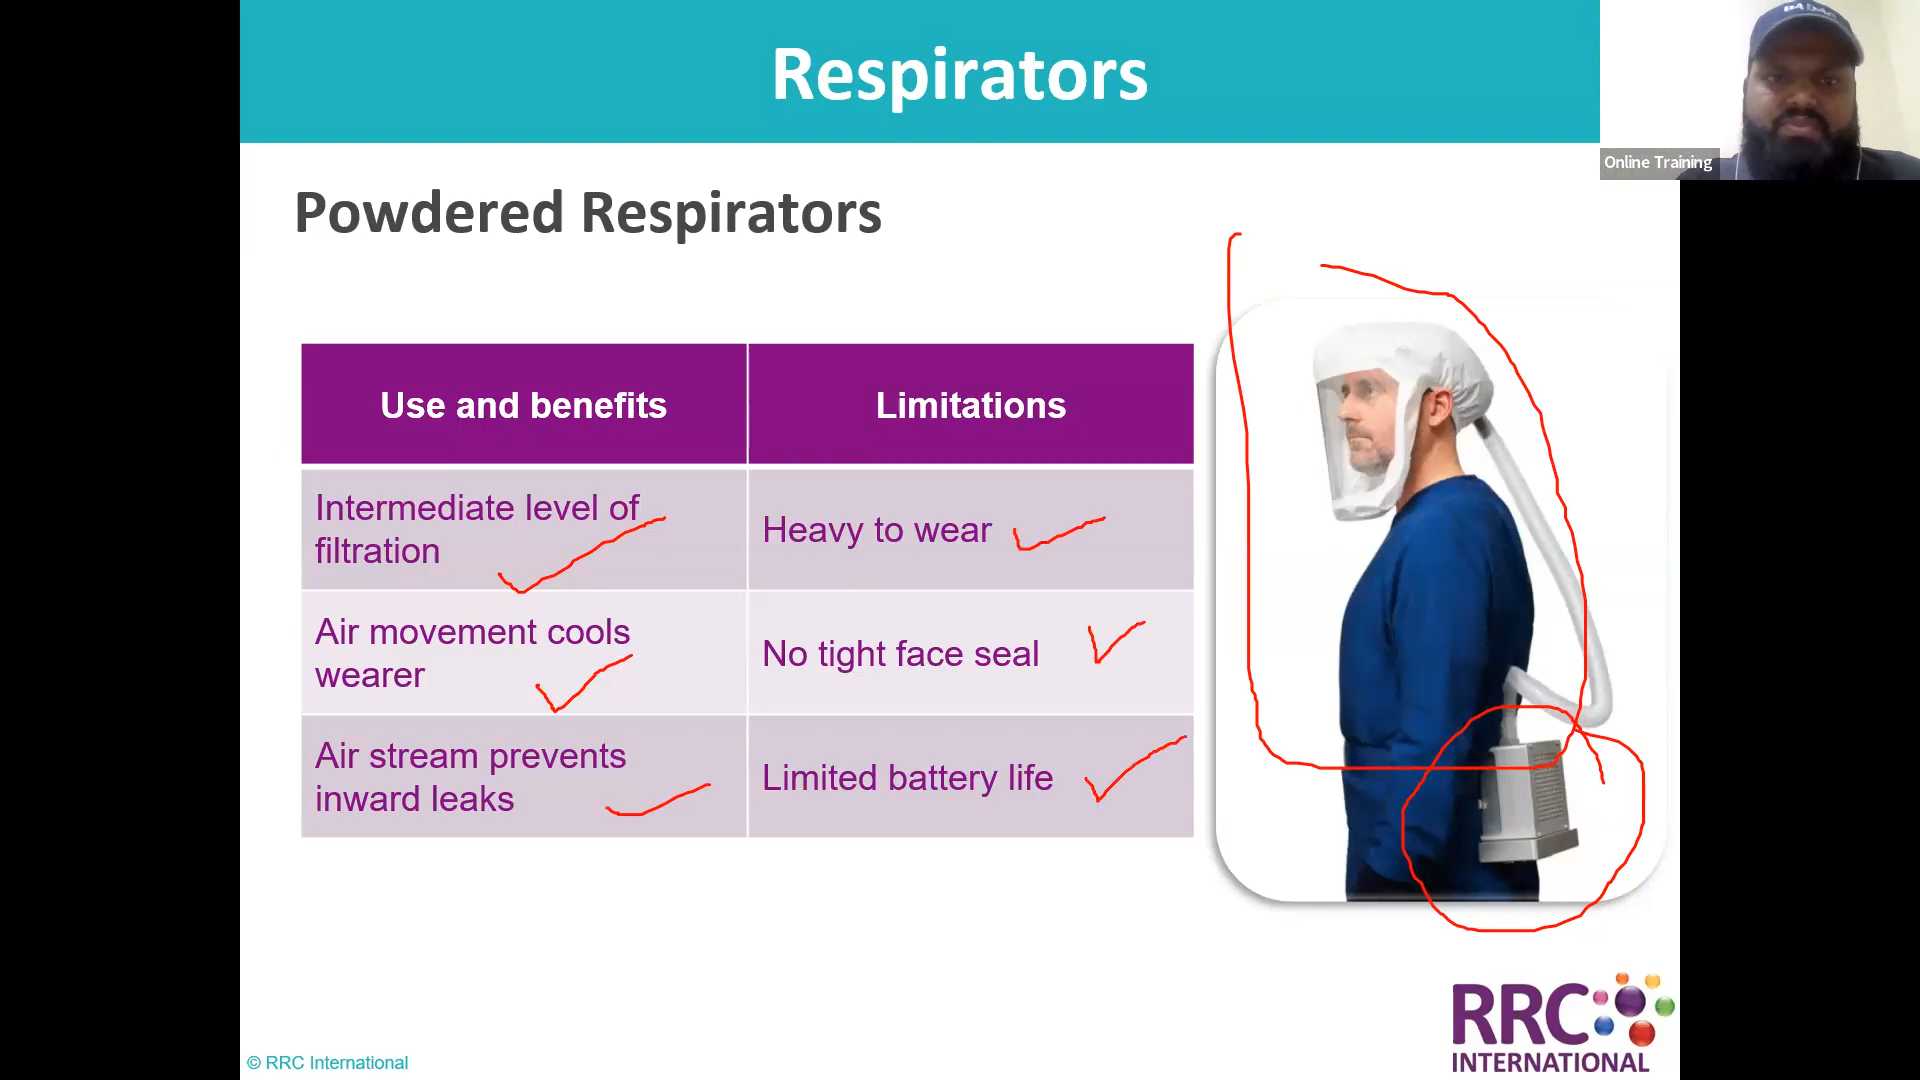 Respirators
Online Training
Powdered Respirators
Use and benefits
Limitations
Intermediate level of
filtration
Heavy to wear
Air movement cools
wearer
No tight face seal
Air stream prevents
inward leaks
Limited battery life
RRC
INTERNATIONAL
© RRC International